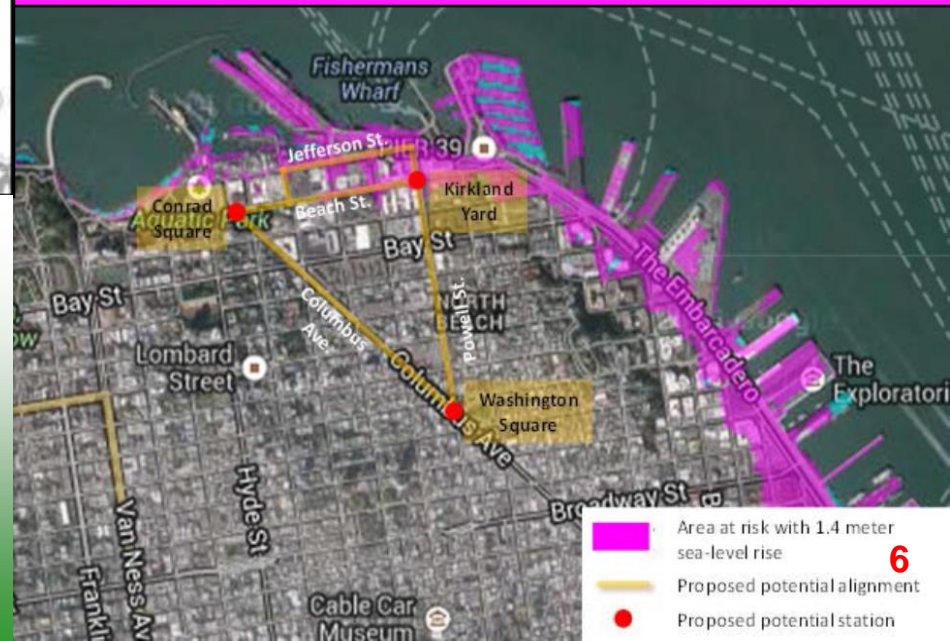 Fishermans
Wharf
Jefferson St.
PIER 39
Conrad
Square
Aquatic Park
Beach St.
Kirkland
Yard
Bay St
Bay St
The Embarcadero
NORTH
BEACH
Powell St.
Columbus
Ave.
Lombard
Street
Columbus Ave
The
Exploratori
Washington
Square
Hyde St
Broadway St
B
Van Ness Av
Frankli
Cable Car
Museum
ow
Area at risk with 1.4 meter
sea-level rise
6
Proposed potential alignment
Proposed potential station